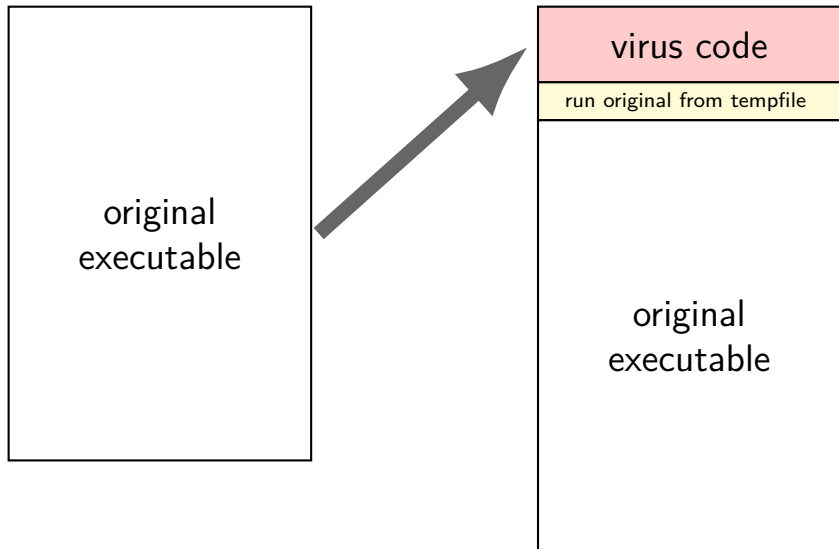 original
executable
virus code
run original from tempfile
original
executable